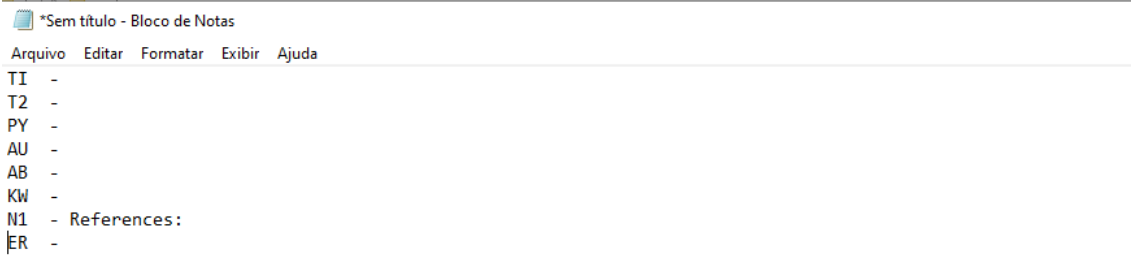 *Sem título - Bloco de Notas
Arquivo Editar Formatar Exibir Ajuda
TI  -
T2  -
PY  -
AU  -
AB  -
KW  -
N1  - References:
ER  -